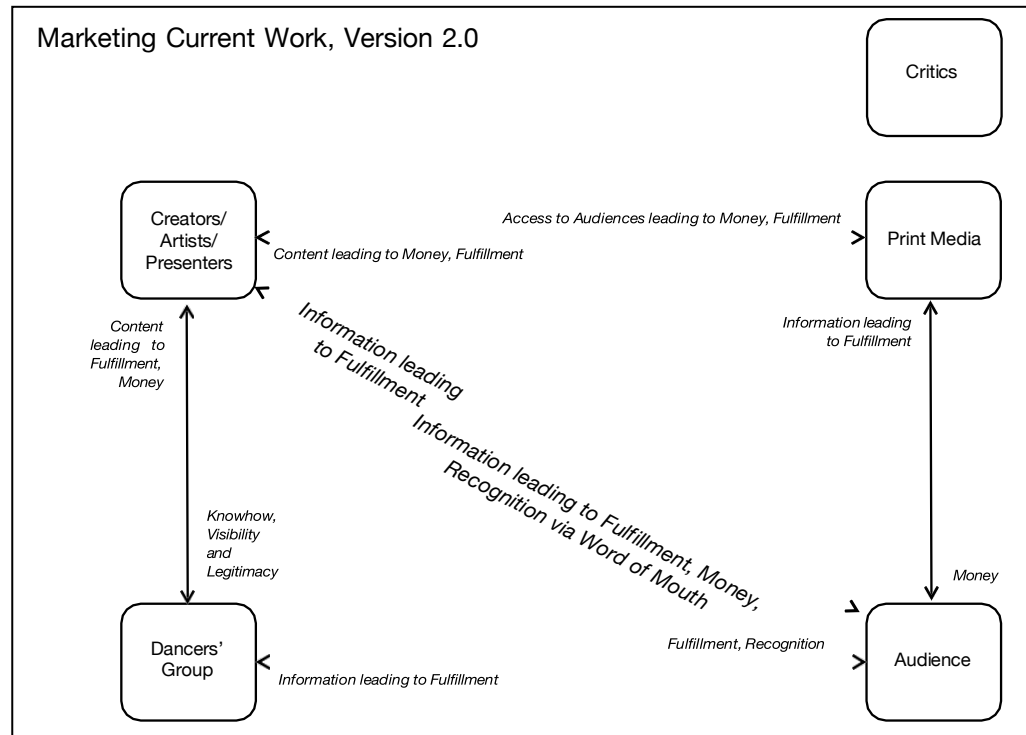 Marketing Current Work, Version 2.0
Critics
Creators/
Artists/
Presenters
Access to Audiences leading to Money, Fulfillment
Content leading to Money, Fulfillment
Print Media
Content
leading to
Fulfillment,
Money
Information leading
to Fulfillment
Information leading to Fulfillment, Money,
Recognition via Word of Mouth
Information leading
to Fulfillment
Knowhow,
Visibility
and
Legitimacy
Money
Dancers’
Group
Information leading to Fulfillment
Fulfillment, Recognition
Audience